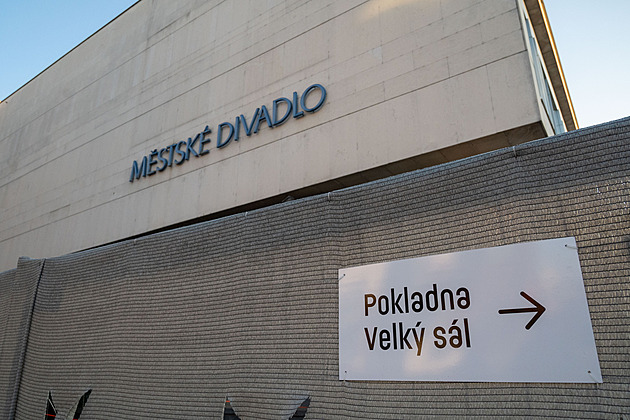 MĚSTSKÉ DIVADLO
Pokladna
Velký sál